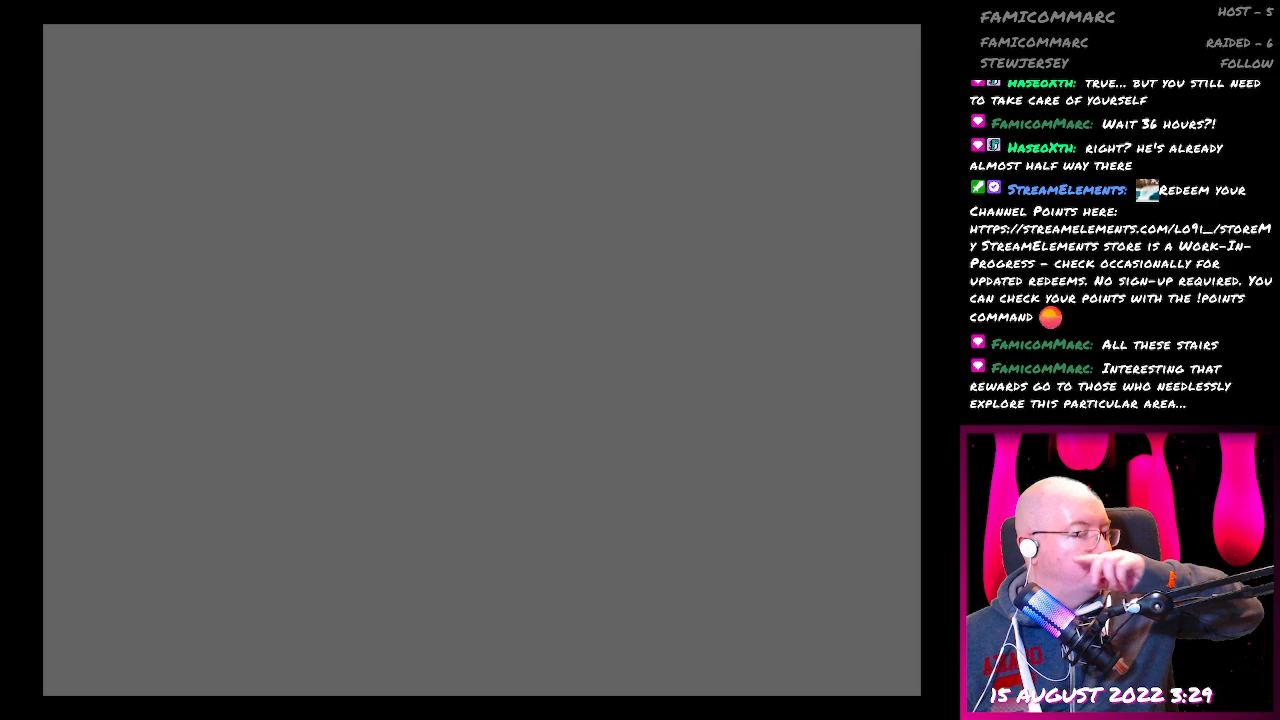 FamicomMarc Host - 5
FamicomMarc Raided - 6
StewJersey Follow
HaseoXth: True... but you still need
to take care of yourself
FamicomMarc: Wait 36 hours?!
HaseoXth: right? he's already
almost half way there
StreamElements: Redeem your
Channel Points here:
https://streamelements.com/lo9i_/storeM
y StreamElements store is a Work-In-
Progress - check occasionally for
updated redeems. No sign-up required. You
can check your points with the !points
command
FamicomMarc: All these stairs
FamicomMarc: Interesting that
rewards go to those who needlessly
explore this particular area...
15 August 2022 3:29